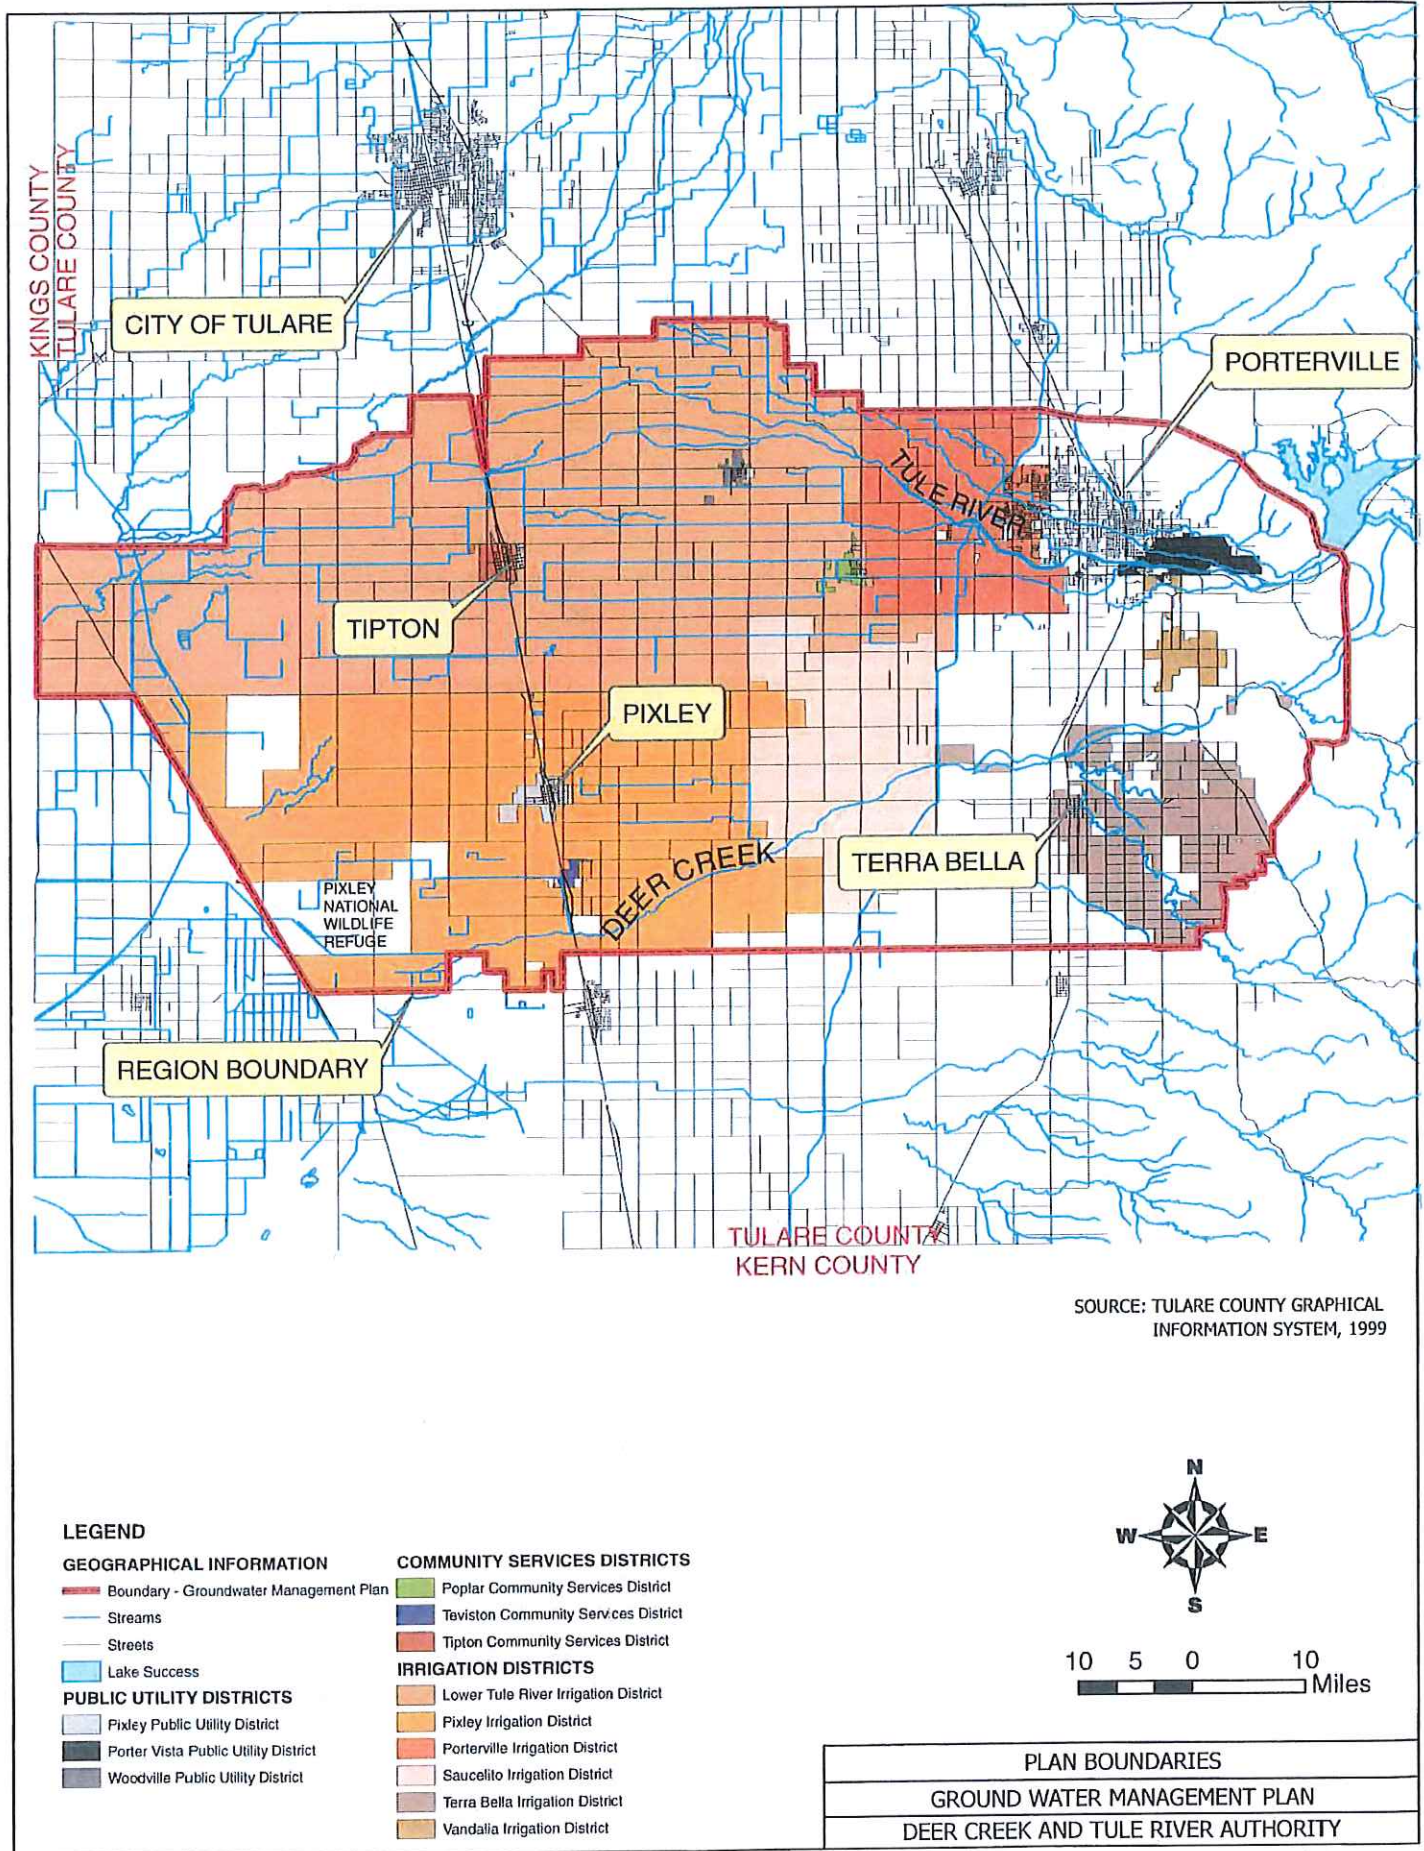 KINGS COUNTY
TULARE COUNTY
CITY OF TULARE
PORTERVILLE
TULE RIVER
TIPTON
PIXLEY
TERRA BELLA
DEER CREEK
PIXLEY
NATIONAL
WILDLIFE
REFUGE
REGION BOUNDARY
TULARE COUNTY
KERN COUNTY
SOURCE: TULARE COUNTY GRAPHICAL
INFORMATION SYSTEM, 1999
LEGEND
GEOGRAPHICAL INFORMATION
Boundary - Groundwater Management Plan
Streams
Streets
Lake Success
PUBLIC UTILITY DISTRICTS
Pixley Public Utility District
Porter Vista Public Utility District
Woodville Public Utility District
COMMUNITY SERVICES DISTRICTS
Poplar Community Services District
Teviston Community Services District
Tipton Community Services District
IRRIGATION DISTRICTS
Lower Tule River Irrigation District
Pixley Irrigation District
Porterville Irrigation District
Saucelito Irrigation District
Terra Bella Irrigation District
Vandalia Irrigation District
N
W E
S
10 5 0 10
Miles
PLAN BOUNDARIES
GROUND WATER MANAGEMENT PLAN
DEER CREEK AND TULE RIVER AUTHORITY